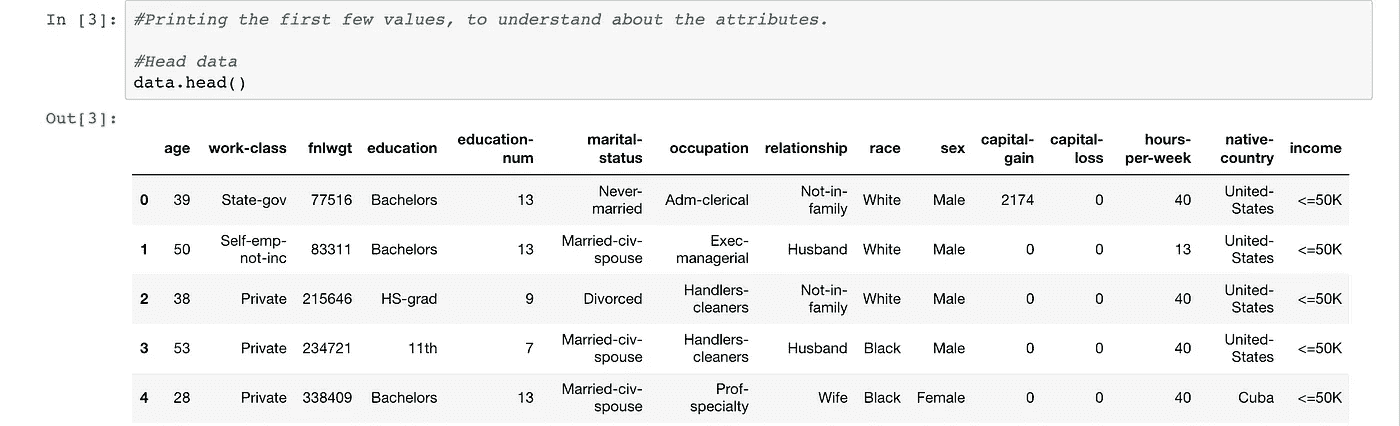 In [3]: #Printing the first few values, to understand about the attributes.
#Head data
data.head()
Out[3]:
age work-class fnlwgt education education-num marital-status occupation relationship race sex capital-gain capital-loss hours-per-week native-country income
0 39 State-gov 77516 Bachelors 13 Never-married Adm-clerical Not-in-family White Male 2174 0 40 United-States <=50K
1 50 Self-emp-not-inc 83311 Bachelors 13 Married-civ-spouse Exec-managerial Husband White Male 0 0 13 United-States <=50K
2 38 Private 215646 HS-grad 9 Divorced Handlers-cleaners Not-in-family White Male 0 0 40 United-States <=50K
3 53 Private 234721 11th 7 Married-civ-spouse Handlers-cleaners Husband Black Male 0 0 40 United-States <=50K
4 28 Private 338409 Bachelors 13 Married-civ-spouse Prof-specialty Wife Black Female 0 0 40 Cuba <=50K